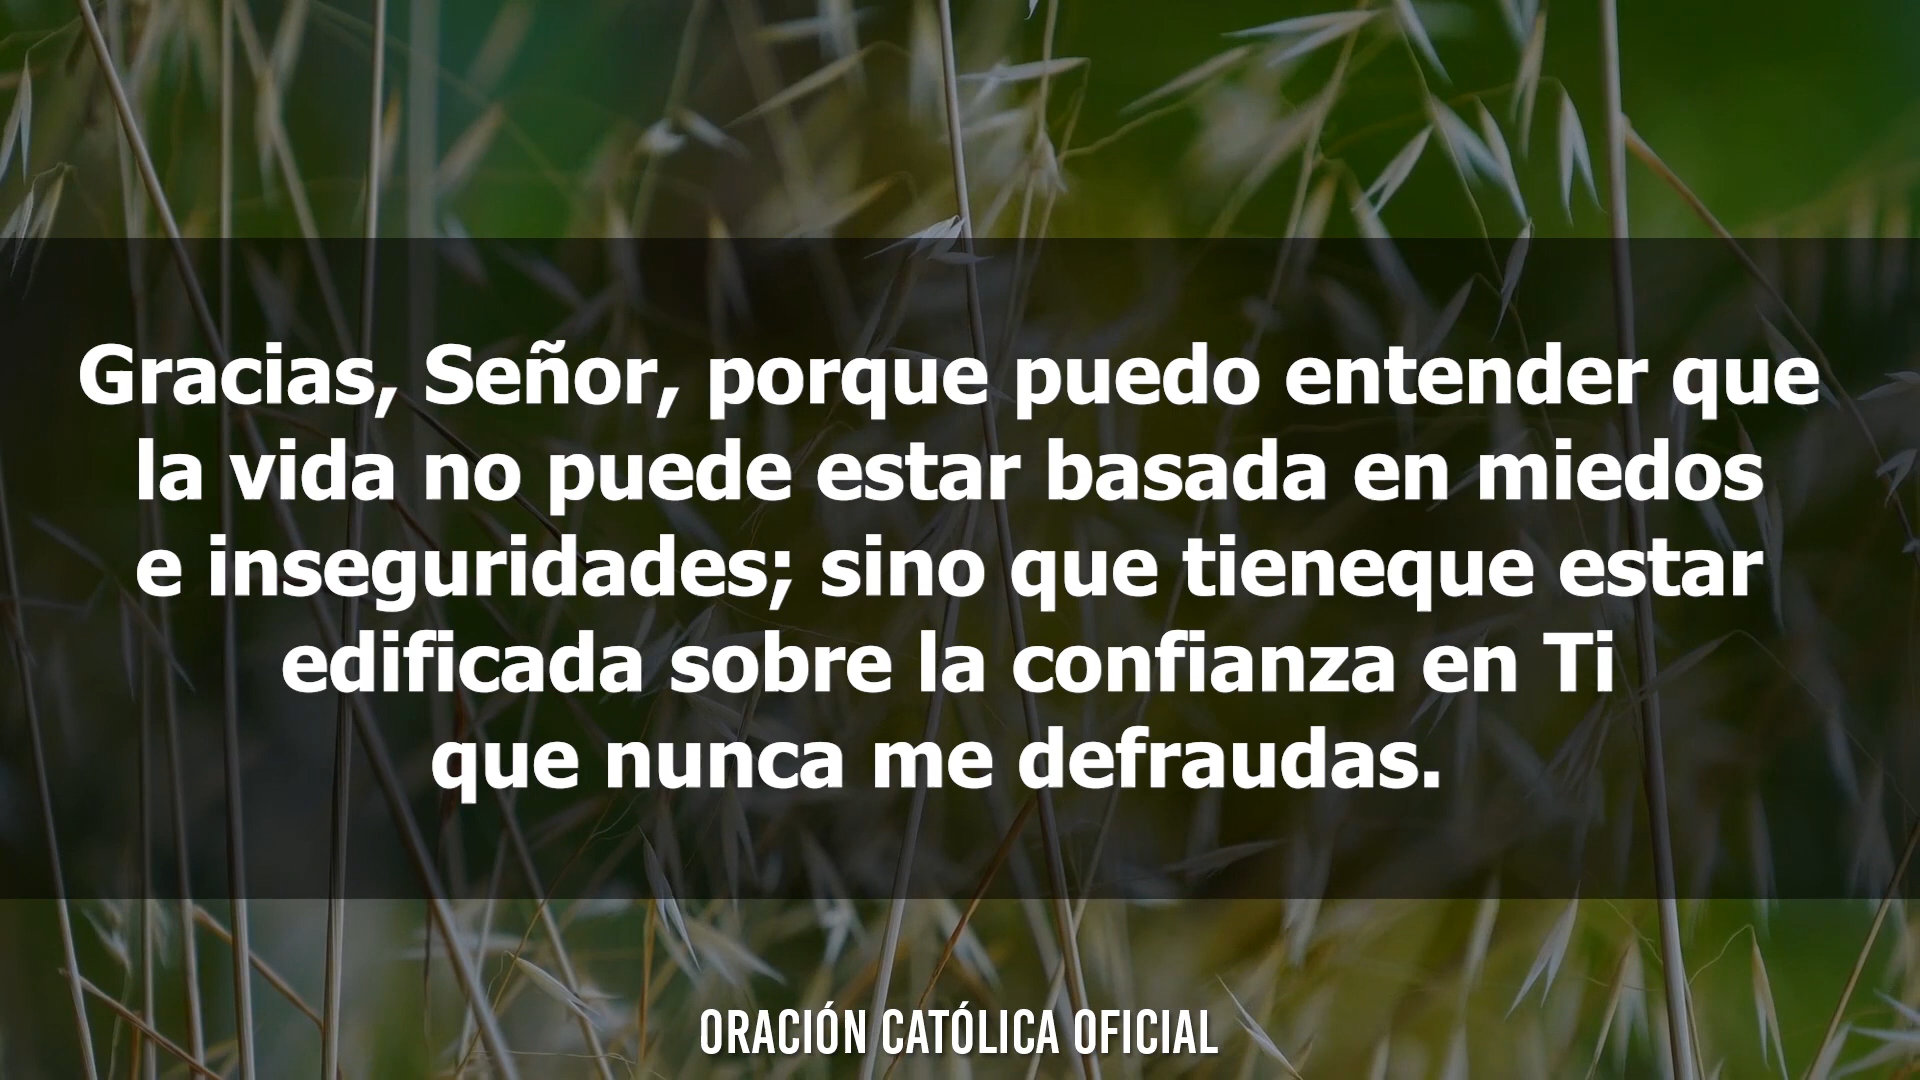 Gracias, Señor, porque puedo entender que
la vida no puede estar basada en miedos
e inseguridades; sino que tieneque estar
edificada sobre la confianza en Ti
que nunca me defraudas.
ORACIÓN CATÓLICA OFICIAL